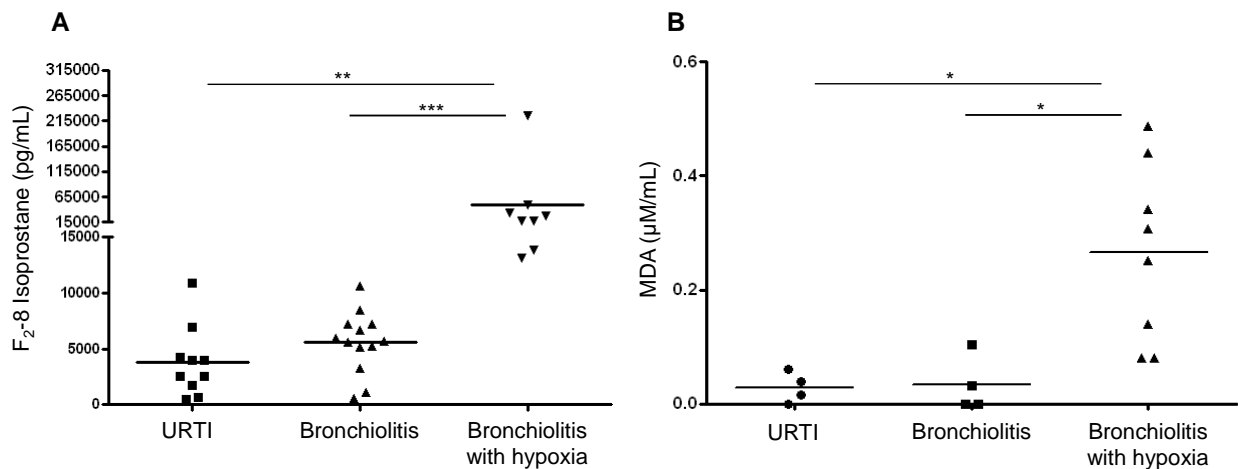 A
F₂-8 Isoprostane (pg/mL)
315000
265000
215000
165000
115000
65000
15000
15000
10000
5000
0
**
***
URTI
Bronchiolitis
Bronchiolitis
with hypoxia
B
MDA (µM/mL)
0.6
0.4
0.2
0.0
*
*
URTI
Bronchiolitis
Bronchiolitis
with hypoxia